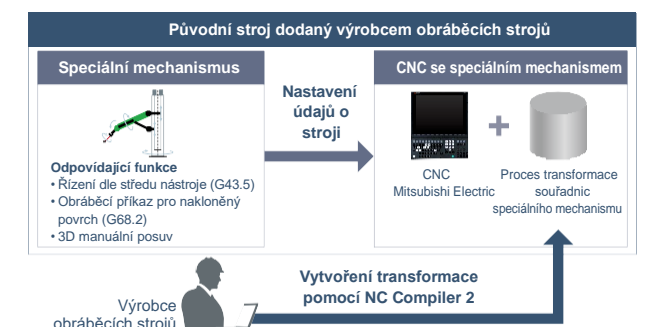 Původní stroj dodaný výrobcem obráběcích strojů
Speciální mechanismus
Odpovídající funkce
• Řízení dle středu nástroje (G43.5)
• Obráběcí příkaz pro nakloněný
povrch (G68.2)
• 3D manuální posuv
Nastavení
údajů o
stroji
CNC se speciálním mechanismem
CNC
Mitsubishi Electric
+
Proces transformace
souřadnic
speciálního mechanismu
Výrobce
obráběcích strojů
Vytvoření transformace
pomocí NC Compiler 2